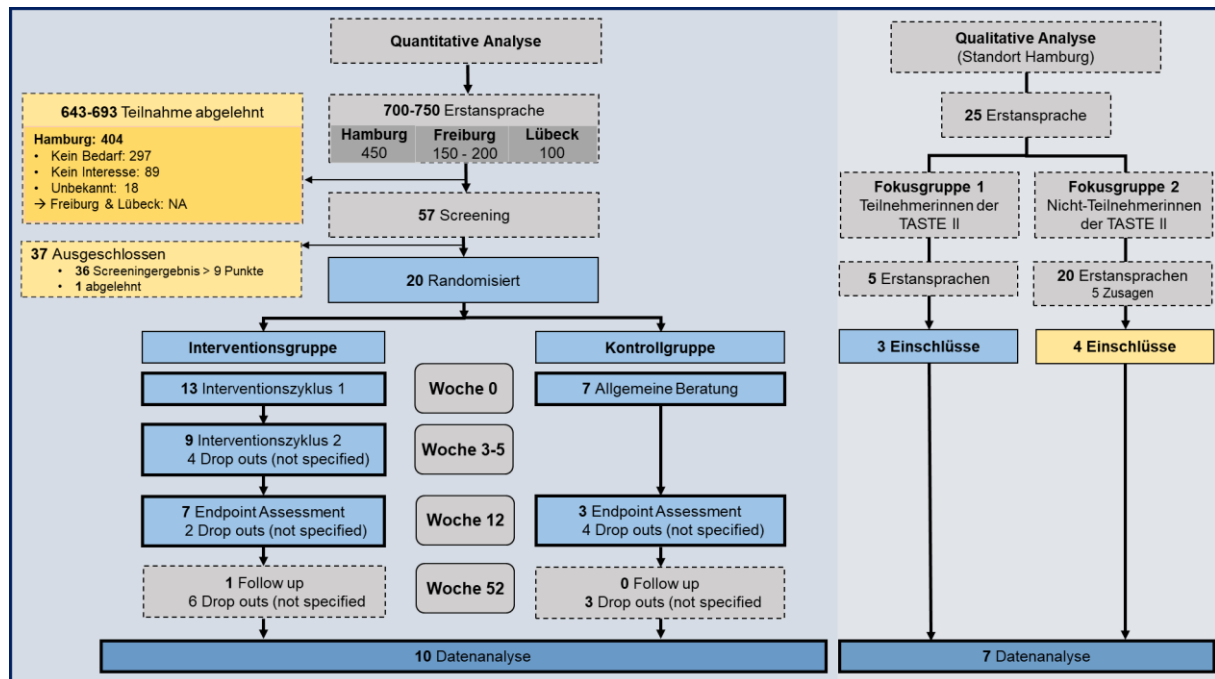 Quantitative Analyse
643-693 Teilnahme abgelehnt
Hamburg: 404
• Kein Bedarf: 297
• Kein Interesse: 89
• Unbekannt: 18
→ Freiburg & Lübeck: NA
700-750 Erstansprache
Hamburg Freiburg Lübeck
450 150 - 200 100
57 Screening
37 Ausgeschlossen
• 36 Screeningergebnis > 9 Punkte
• 1 abgelehnt
20 Randomisiert
Interventionsgruppe
Kontrollgruppe
13 Interventionszyklus 1
Woche 0
7 Allgemeine Beratung
9 Interventionszyklus 2
4 Drop outs (not specified)
Woche 3-5
7 Endpoint Assessment
2 Drop outs (not specified)
Woche 12
3 Endpoint Assessment
4 Drop outs (not specified)
1 Follow up
6 Drop outs (not specified
Woche 52
0 Follow up
3 Drop outs (not specified
10 Datenanalyse
Qualitative Analyse
(Standort Hamburg)
25 Erstansprache
Fokusgruppe 1
Teilnehmerinnen der
TASTE II
Fokusgruppe 2
Nicht-Teilnehmerinnen
der TASTE II
5 Erstansprachen
20 Erstansprachen
5 Zusagen
3 Einschlüsse
4 Einschlüsse
7 Datenanalyse